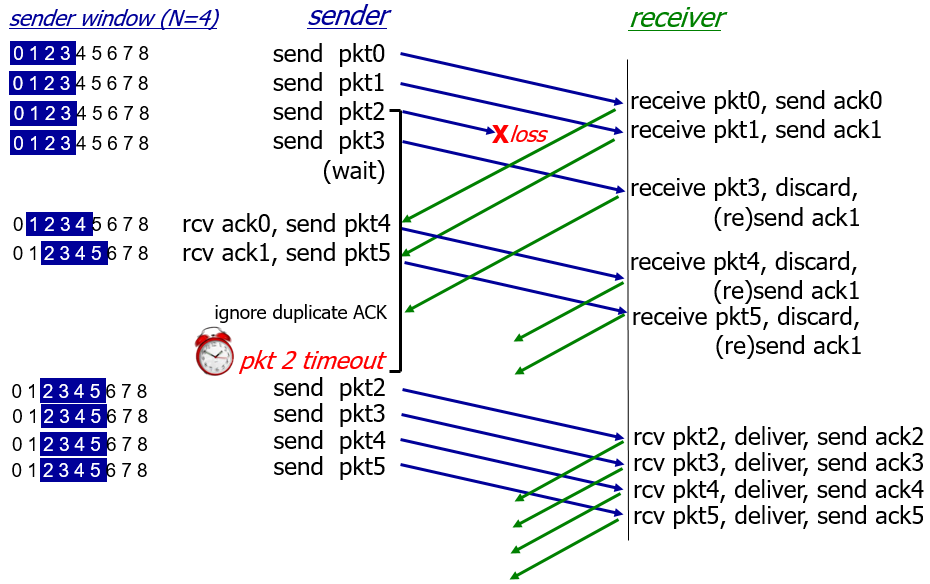 sender window (N=4) sender receiver
0 1 2 3 4 5 6 7 8 send pkt0
0 1 2 3 4 5 6 7 8 send pkt1
receive pkt0, send ack0
0 1 2 3 4 5 6 7 8 send pkt2
receive pkt1, send ack1
X loss
0 1 2 3 4 5 6 7 8 send pkt3
(wait)
receive pkt3, discard,
(re)send ack1
0 1 2 3 4 5 6 7 8 rcv ack0, send pkt4
0 1 2 3 4 5 6 7 8 rcv ack1, send pkt5
receive pkt4, discard,
(re)send ack1
ignore duplicate ACK
receive pkt5, discard,
(re)send ack1
pkt 2 timeout
0 1 2 3 4 5 6 7 8 send pkt2
0 1 2 3 4 5 6 7 8 send pkt3
0 1 2 3 4 5 6 7 8 send pkt4
0 1 2 3 4 5 6 7 8 send pkt5
rcv pkt2, deliver, send ack2
rcv pkt3, deliver, send ack3
rcv pkt4, deliver, send ack4
rcv pkt5, deliver, send ack5